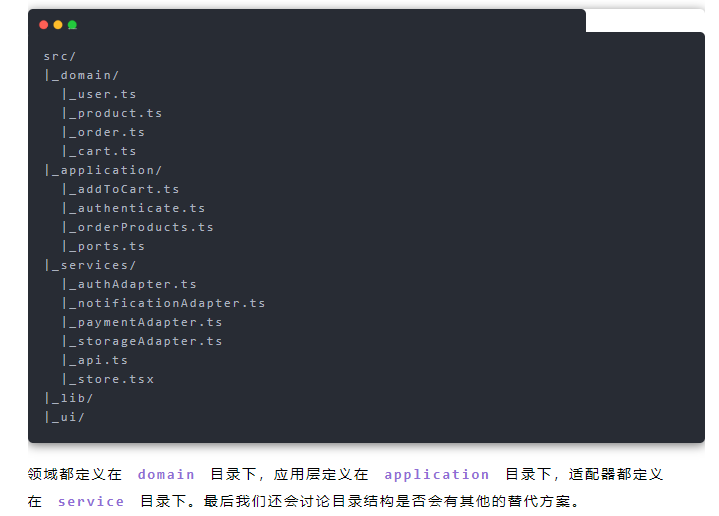 src/
|_domain/
  |_user.ts
  |_product.ts
  |_order.ts
  |_cart.ts
|_application/
  |_addToCart.ts
  |_authenticate.ts
  |_orderProducts.ts
  |_ports.ts
|_services/
  |_authAdapter.ts
  |_notificationAdapter.ts
  |_paymentAdapter.ts
  |_storageAdapter.ts
  |_api.ts
  |_store.tsx
|_lib/
|_ui/
领域都定义在 domain 目录下，应用层定义在 application 目录下，适配器都定义
在 service 目录下。最后我们还会讨论目录结构是否会有其他的替代方案。